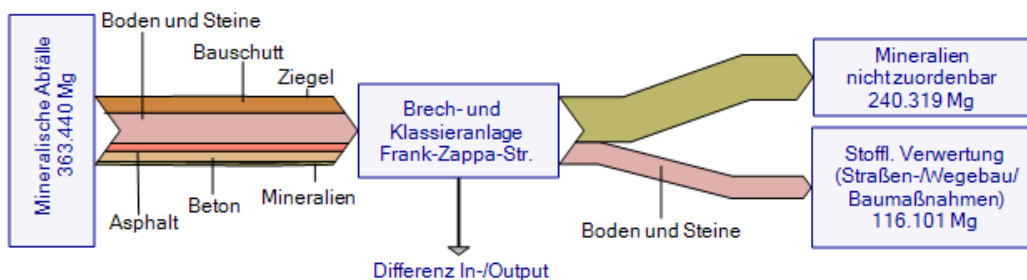 Mineralische Abfälle
363.440 Mg
Boden und Steine
Bauschutt
Ziegel
Asphalt
Beton
Mineralien
Brech- und
Klassieranlage
Frank-Zappa-Str.
Differenz In-/Output
Boden und Steine
Mineralien
nicht zuordenbar
240.319 Mg
Stoffl. Verwertung
(Straßen-/Wegebau/
Baumaßnahmen)
116.101 Mg